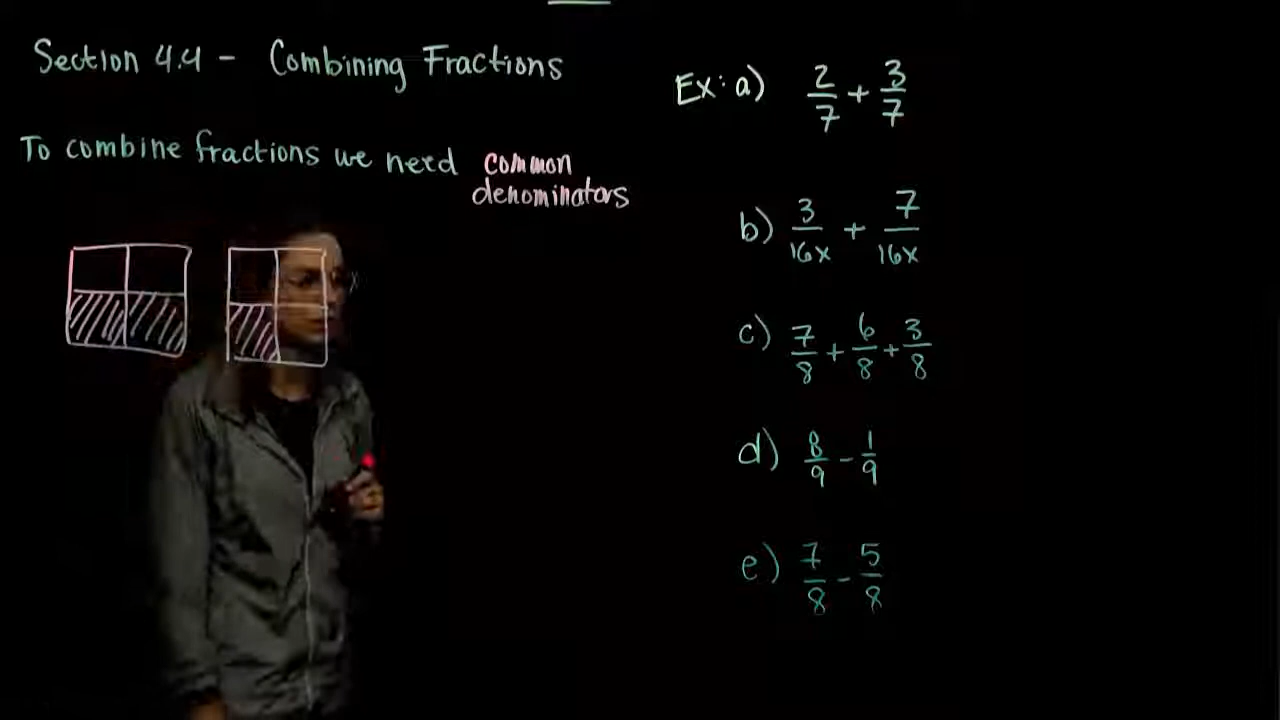 Section 4.4 - Combining Fractions
To combine fractions we need common
denominators
Ex: a) 2/7 + 3/7
b) 3/16x + 7/16x
c) 7/8 + 6/8 + 3/8
d) 8/9 - 1/9
e) 7/8 - 5/8